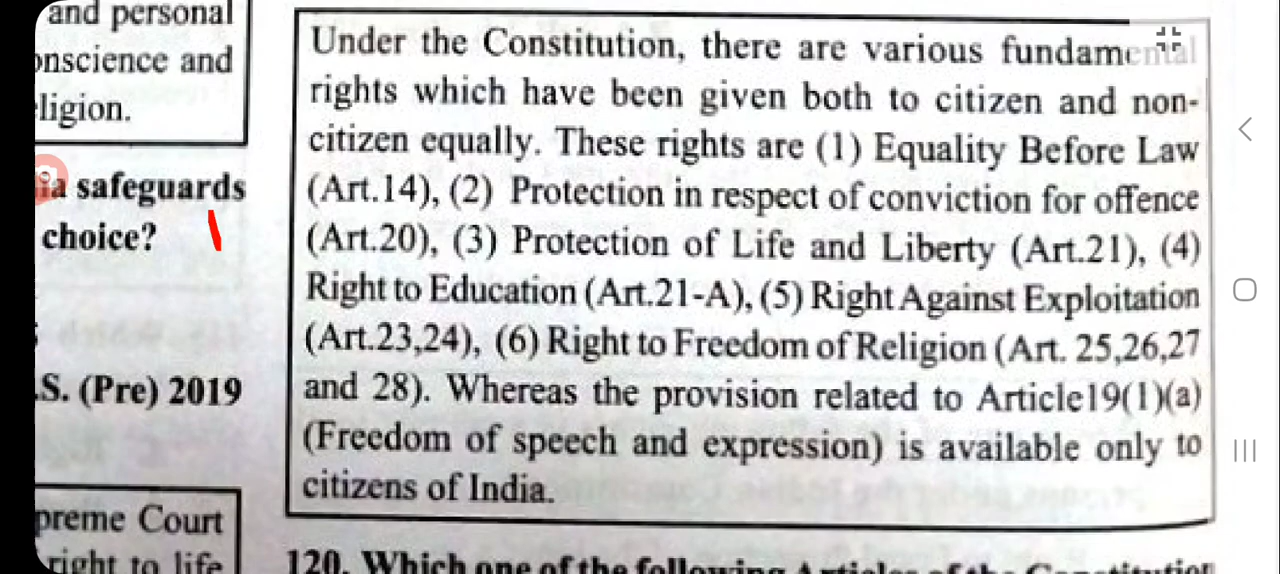 and personal
and
ligion.
safeguards
choice?
.S. (Pre) 2019
preme Court
right to life
Under the Constitution, there are various fundamental
rights which have been given both to citizen and non-
citizen equally. These rights are (1) Equality Before Law
(Art.14), (2) Protection in respect of conviction for offence
(Art.20), (3) Protection of Life and Liberty (Art.21), (4)
Right to Education (Art.21-A), (5) Right Against Exploitation
(Art.23,24), (6) Right to Freedom of Religion (Art. 25,26,27
and 28). Whereas the provision related to Article19(1)(a)
(Freedom of speech and expression) is available only to
citizens of India.
120. Which one of the following Articles of the Constitution